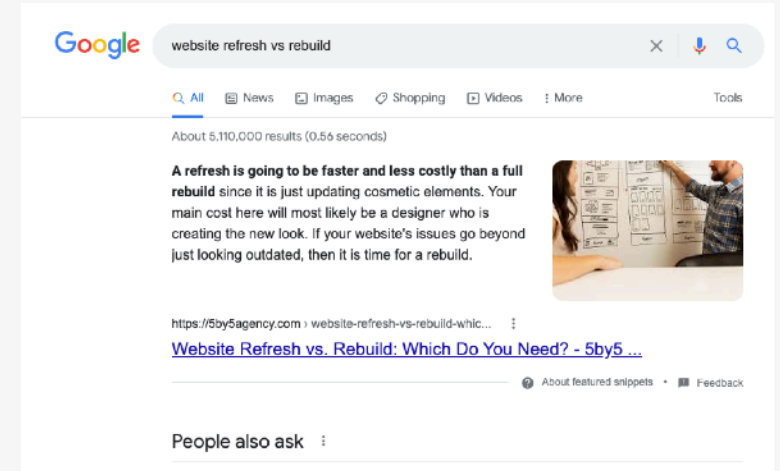 Google website refresh vs rebuild
All News Images Shopping Videos More Tools
About 5,110,000 results (0.56 seconds)
A refresh is going to be faster and less costly than a full
rebuild since it is just updating cosmetic elements. Your
main cost here will most likely be a designer who is
creating the new look. If your website's issues go beyond
just looking outdated, then it is time for a rebuild.
https://5by5agency.com › website-refresh-vs-rebuild-whic...
Website Refresh vs. Rebuild: Which Do You Need? - 5by5 ...
About featured snippets • Feedback
People also ask